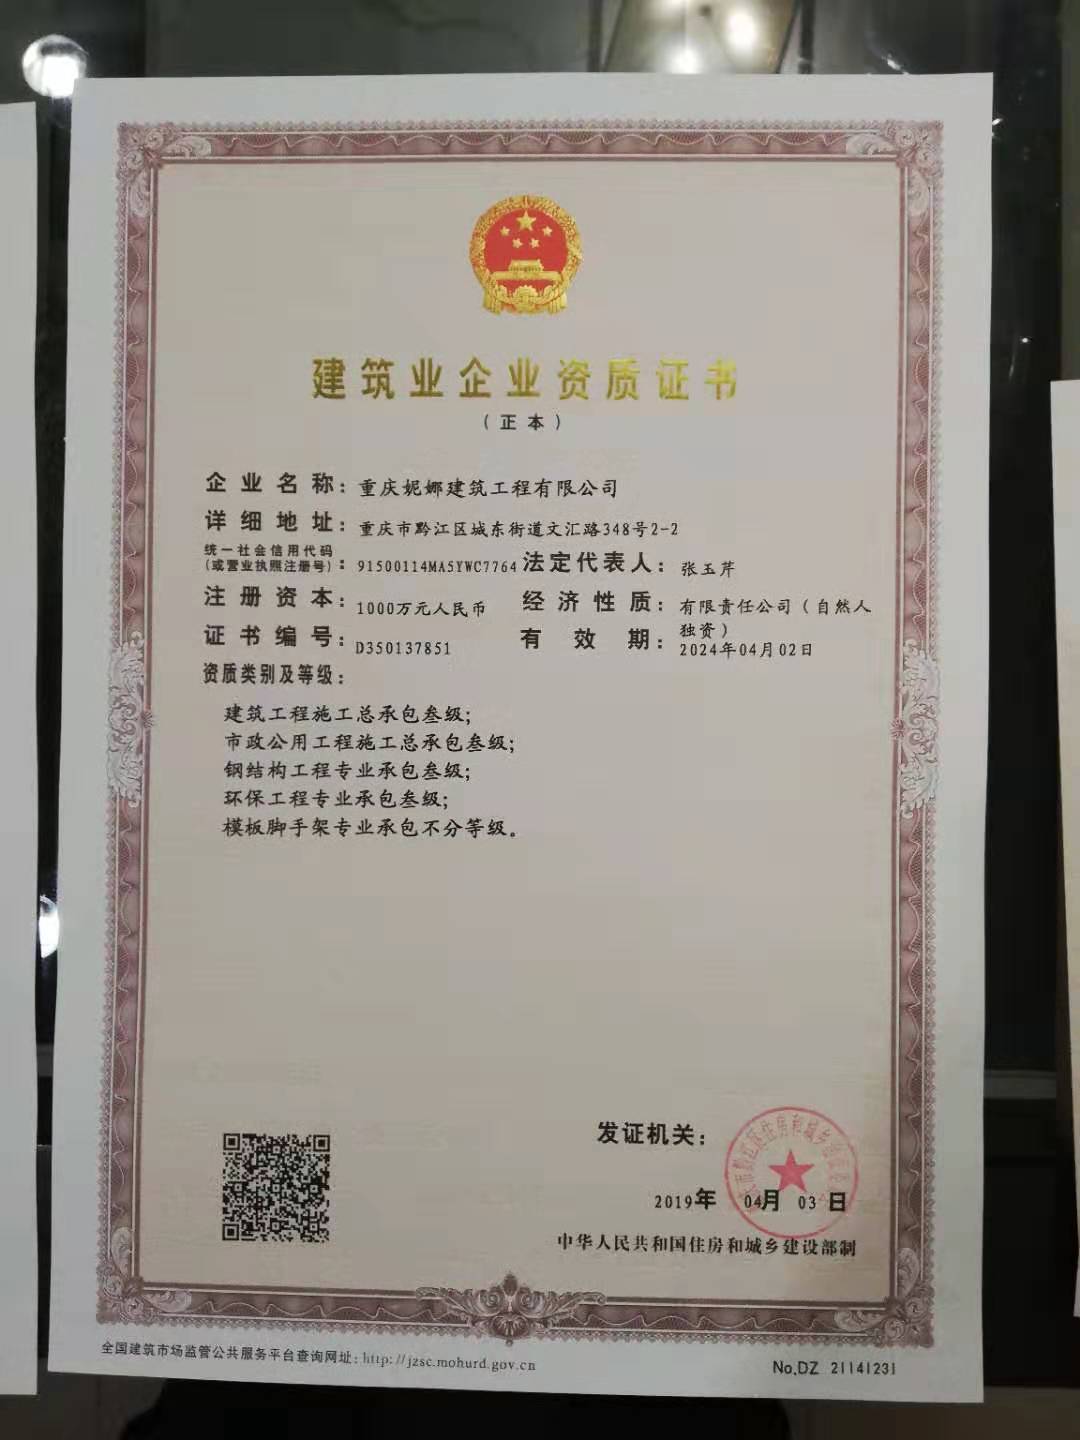 建筑业企业资质证书
（正本）
企业名称：重庆妮娜建筑工程有限公司
详细地址：重庆市黔江区城东街道文汇路348号2-2
统一社会信用代码
(或营业执照注册号)：91500114MA5YWC7764 法定代表人：张玉芹
注册资本：1000万元人民币 经济性质：有限责任公司（自然人
独资）
证书编号：D350137851 有效期：2024年04月02日
资质类别及等级：
建筑工程施工总承包叁级;
市政公用工程施工总承包叁级;
钢结构工程专业承包叁级;
环保工程专业承包叁级;
模板脚手架专业承包不分等级。
发证机关：
2019年 04月 03 日
中华人民共和国住房和城乡建设部制
全国建筑市场监管公共服务平台查询网址: http://jzsc.mohurd.gov.cn
No.DZ 21141231